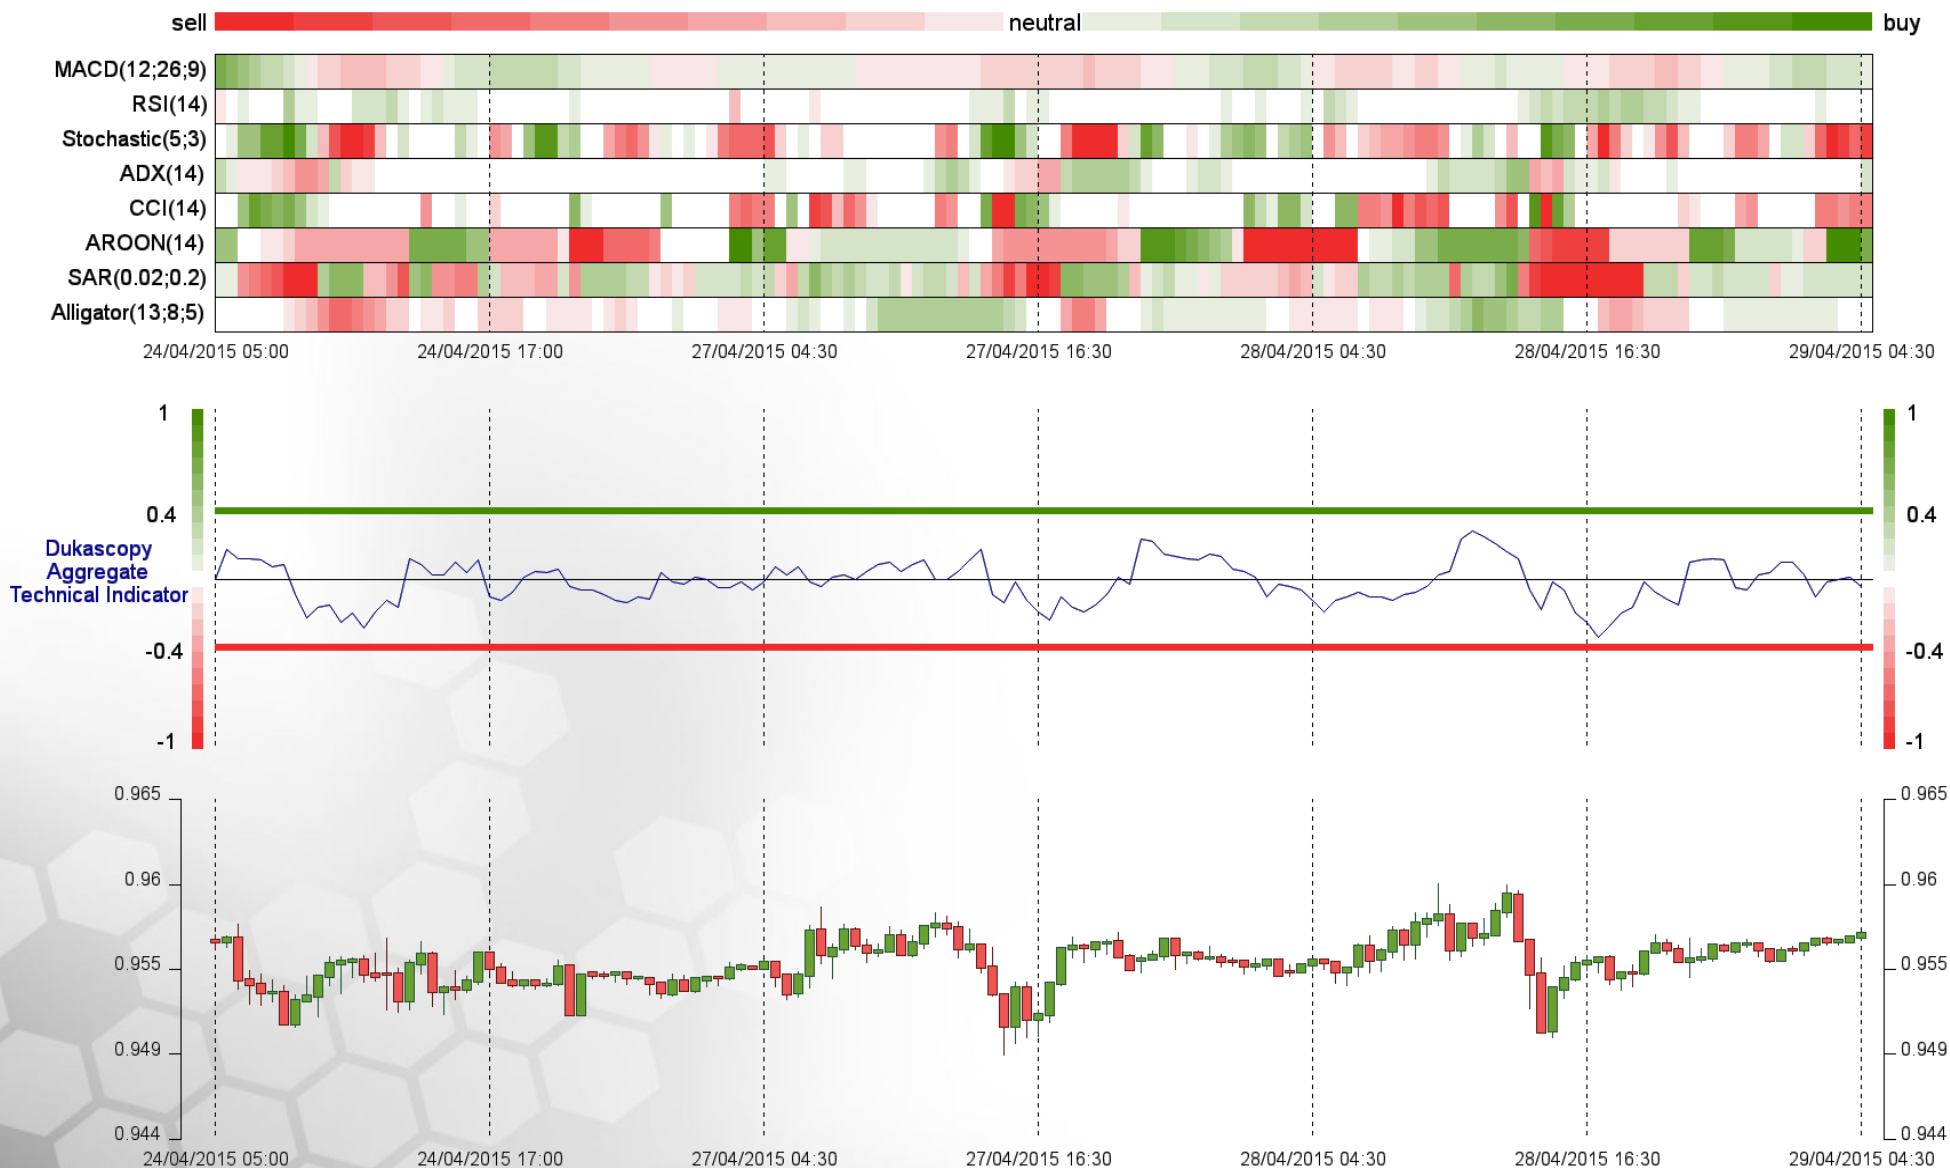 sell neutral buy
MACD(12;26;9)
RSI(14)
Stochastic(5;3)
ADX(14)
CCI(14)
AROON(14)
SAR(0.02;0.2)
Alligator(13;8;5)
24/04/2015 05:00 24/04/2015 17:00 27/04/2015 04:30 27/04/2015 16:30 28/04/2015 04:30 28/04/2015 16:30 29/04/2015 04:30
1 1
0.4 0.4
Dukascopy
Aggregate
Technical Indicator
-0.4 -0.4
-1 -1
0.965 0.965
0.96 0.96
0.955 0.955
0.949 0.949
0.944 0.944
24/04/2015 05:00 24/04/2015 17:00 27/04/2015 04:30 27/04/2015 16:30 28/04/2015 04:30 28/04/2015 16:30 29/04/2015 04:30